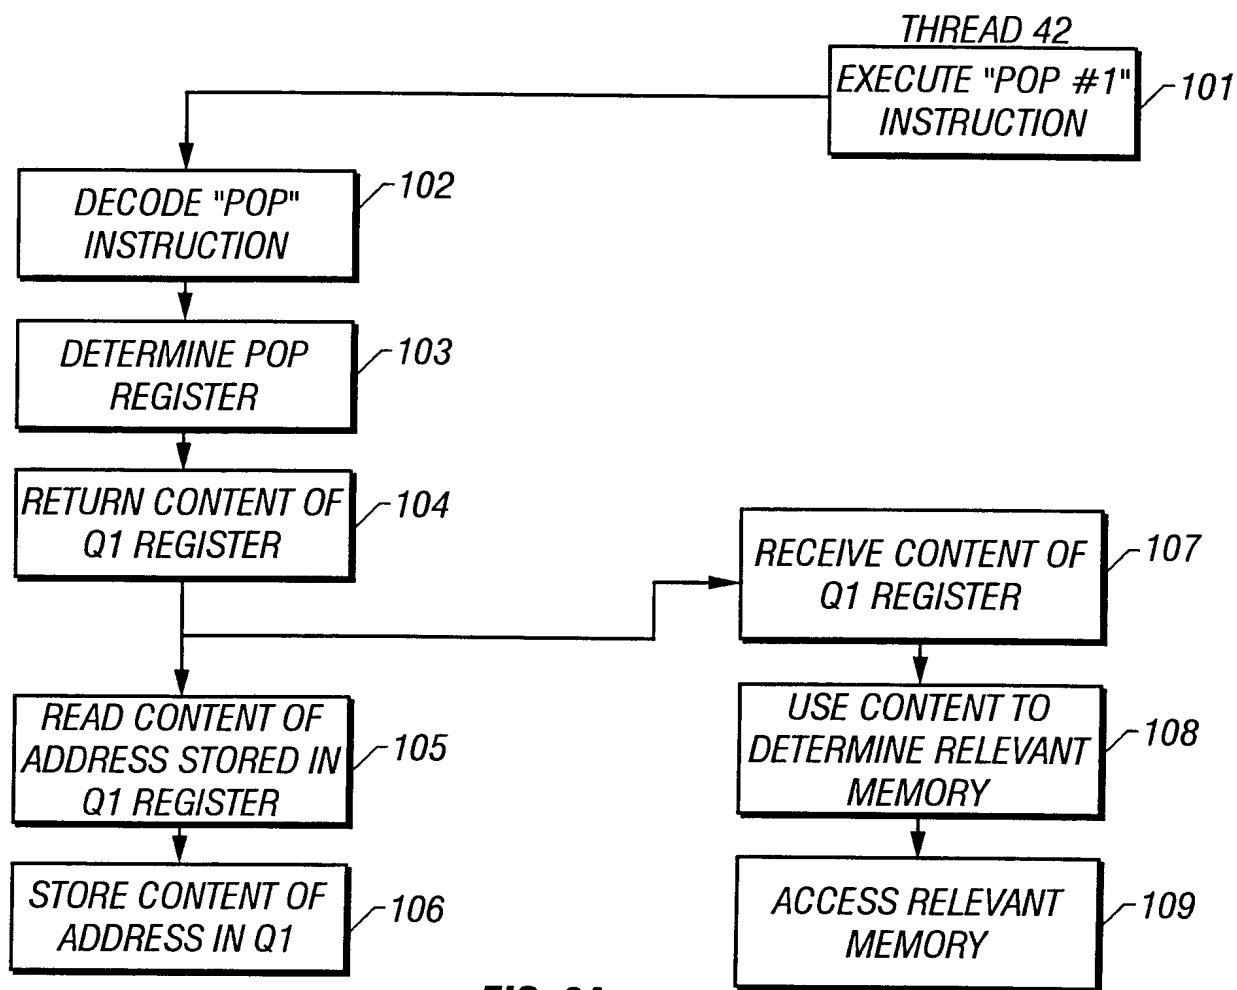 THREAD 42
EXECUTE "POP #1"
INSTRUCTION
101
DECODE "POP"
INSTRUCTION
102
DETERMINE POP
REGISTER
103
RETURN CONTENT OF
Q1 REGISTER
104
RECEIVE CONTENT OF
Q1 REGISTER
107
READ CONTENT OF
ADDRESS STORED IN
Q1 REGISTER
105
USE CONTENT TO
DETERMINE RELEVANT
MEMORY
108
STORE CONTENT OF
ADDRESS IN Q1
106
ACCESS RELEVANT
MEMORY
109